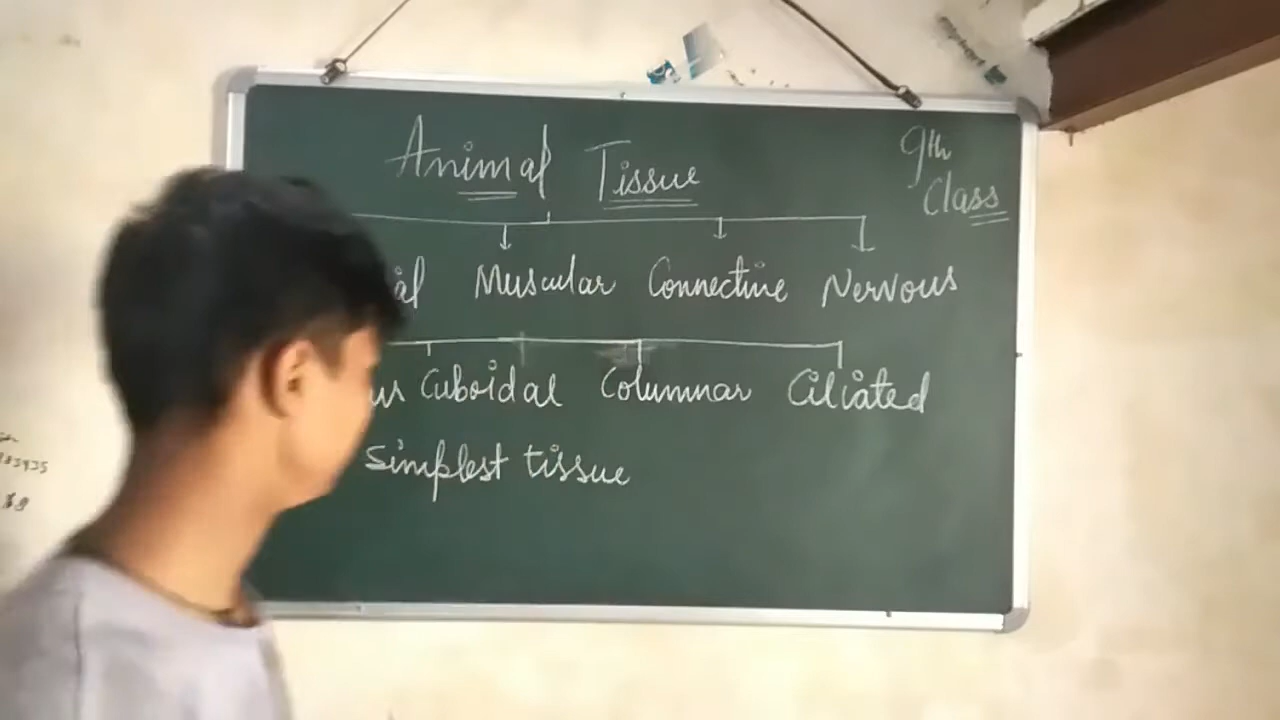 Animal Tissue
9th
Class
Muscular Connective Nervous
Cuboidal Columnar Ciliated
Simplest tissue